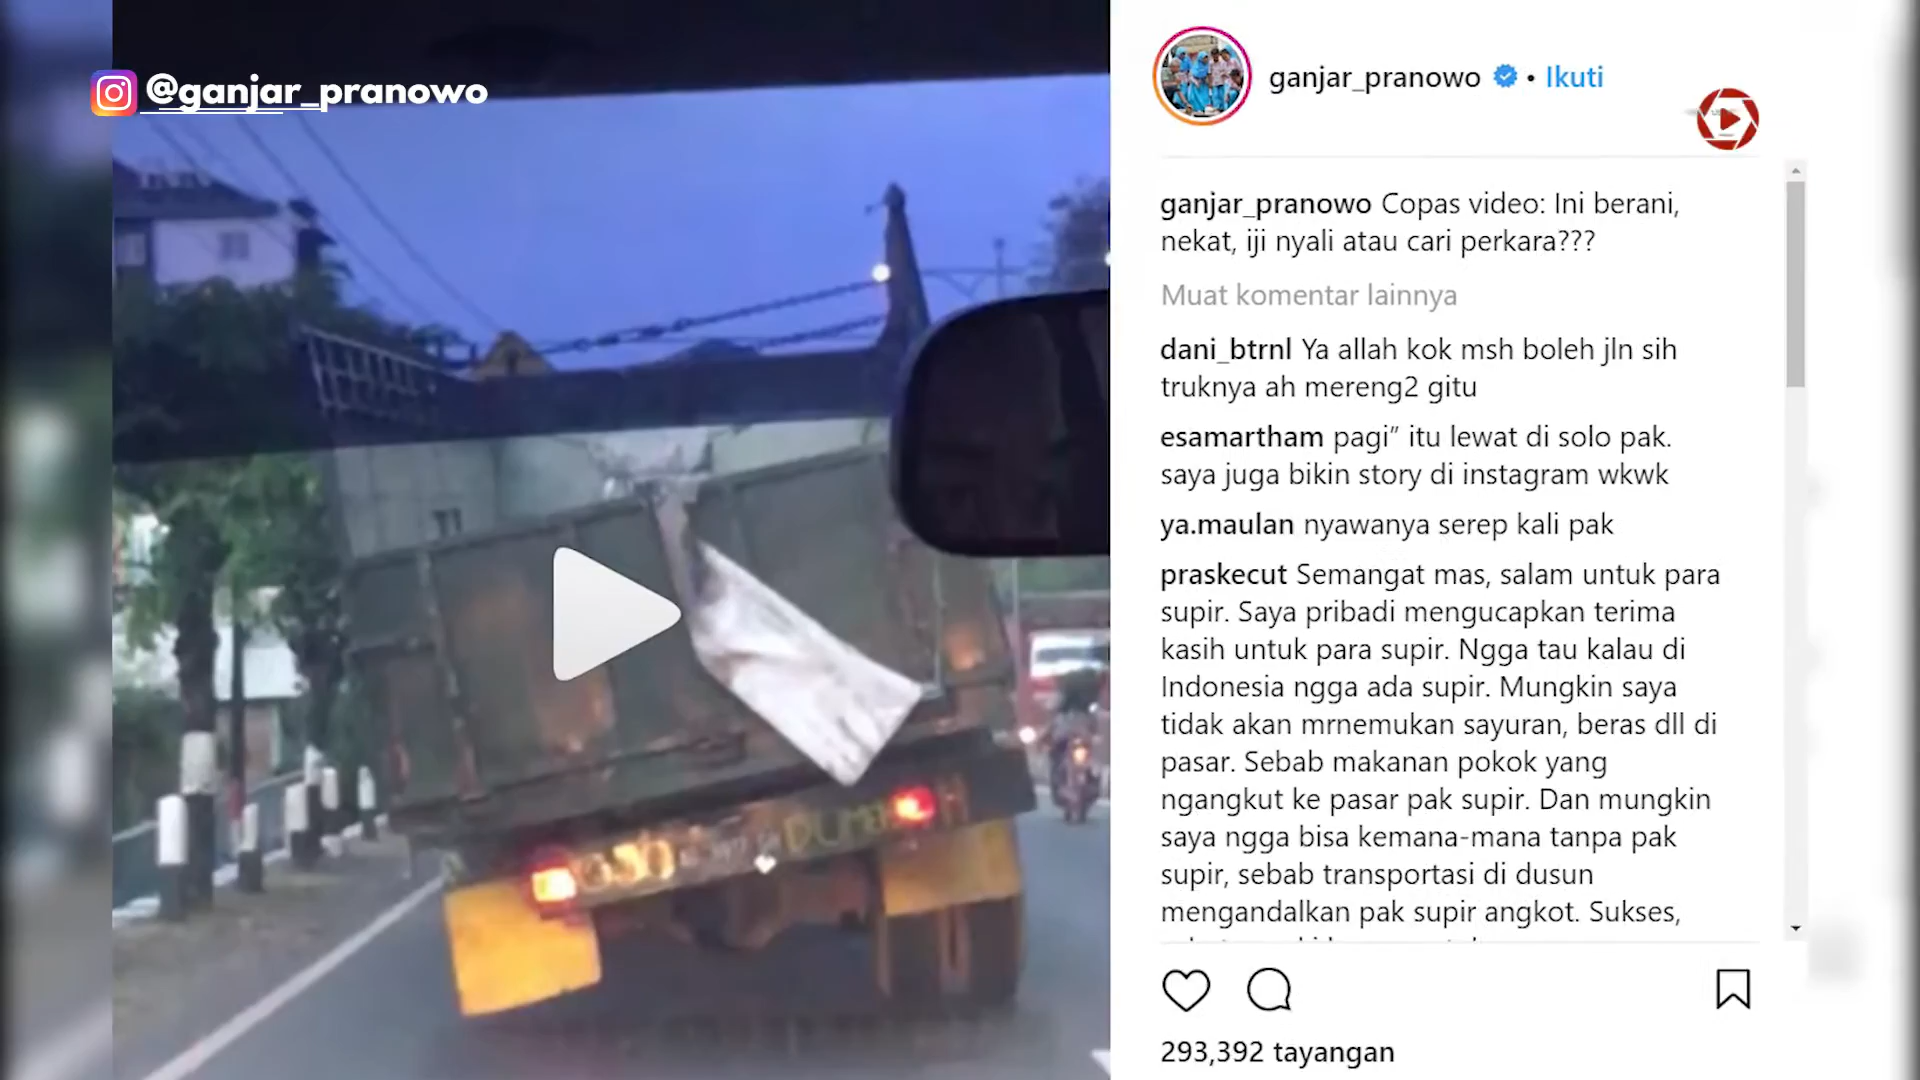 @ganjar_pranowo
ganjar_pranowo • Ikuti
ganjar_pranowo Copas video: Ini berani,
nekat, iji nyali atau cari perkara???
Muat komentar lainnya
dani_btrnl Ya allah kok msh boleh jln sih
truknya ah mereng2 gitu
esamartham pagi” itu lewat di solo pak.
saya juga bikin story di instagram wkwk
ya.maulan nyawanya serep kali pak
praskecut Semangat mas, salam untuk para
supir. Saya pribadi mengucapkan terima
kasih untuk para supir. Ngga tau kalau di
Indonesia ngga ada supir. Mungkin saya
tidak akan mrnemukan sayuran, beras dll di
pasar. Sebab makanan pokok yang
ngangkut ke pasar pak supir. Dan mungkin
saya ngga bisa kemana-mana tanpa pak
supir, sebab transportasi di dusun
mengandalkan pak supir angkot. Sukses,
293,392 tayangan